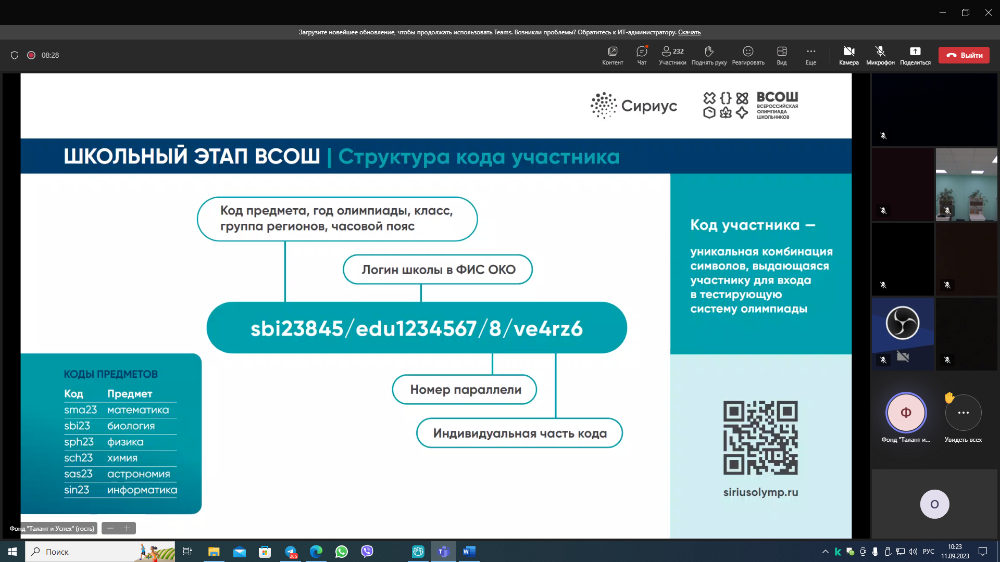 Загрузите новейшее обновление, чтобы продолжать использовать Teams. Возникли проблемы? Обратитесь к ИТ-администратору. Скачать
08:28
Контент
Чат
232
Участники
Поднять руку
Реагировать
Вид
Еще
Камера
Микрофон
Поделиться
Выйти
Сириус
ВСОШ
ВСЕРОССИЙСКАЯ
ОЛИМПИАДА
ШКОЛЬНИКОВ
ШКОЛЬНЫЙ ЭТАП ВСОШ | Структура кода участника
Код предмета, год олимпиады, класс,
группа регионов, часовой пояс
Логин школы в ФИС ОКО
sbi23845/edu1234567/8/ve4rz6
Номер параллели
Индивидуальная часть кода
Код участника —
уникальная комбинация
символов, выдающаяся
участнику для входа
в тестирующую
систему олимпиады
КОДЫ ПРЕДМЕТОВ
Код Предмет
sma23 математика
sbi23 биология
sph23 физика
sch23 химия
sas23 астрономия
sin23 информатика
siriusolymp.ru
Ф
Фонд "Талант и...
Увидеть всех
О
Фонд "Талант и Успех" (гость)
Поиск
265
РУС
10:23
11.09.2023